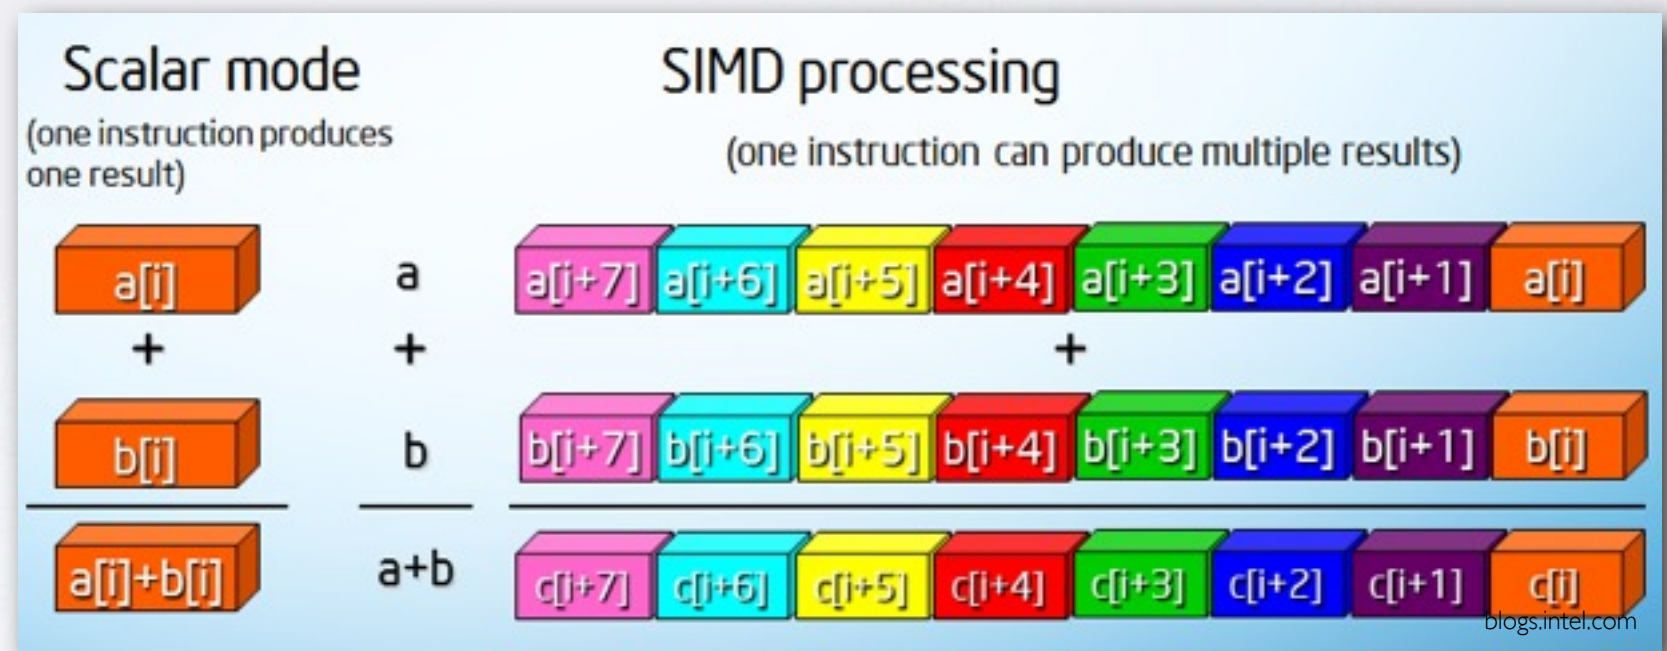 Scalar mode
(one instruction produces
one result)
SIMD processing
(one instruction can produce multiple results)
a[i]
+
b[i]
a[i]+b[i]
a
+
b
a+b
a[i+7] a[i+6] a[i+5] a[i+4] a[i+3] a[i+2] a[i+1] a[i]
+
b[i+7] b[i+6] b[i+5] b[i+4] b[i+3] b[i+2] b[i+1] b[i]
c[i+7] c[i+6] c[i+5] c[i+4] c[i+3] c[i+2] c[i+1] c[i]
blogs.intel.com